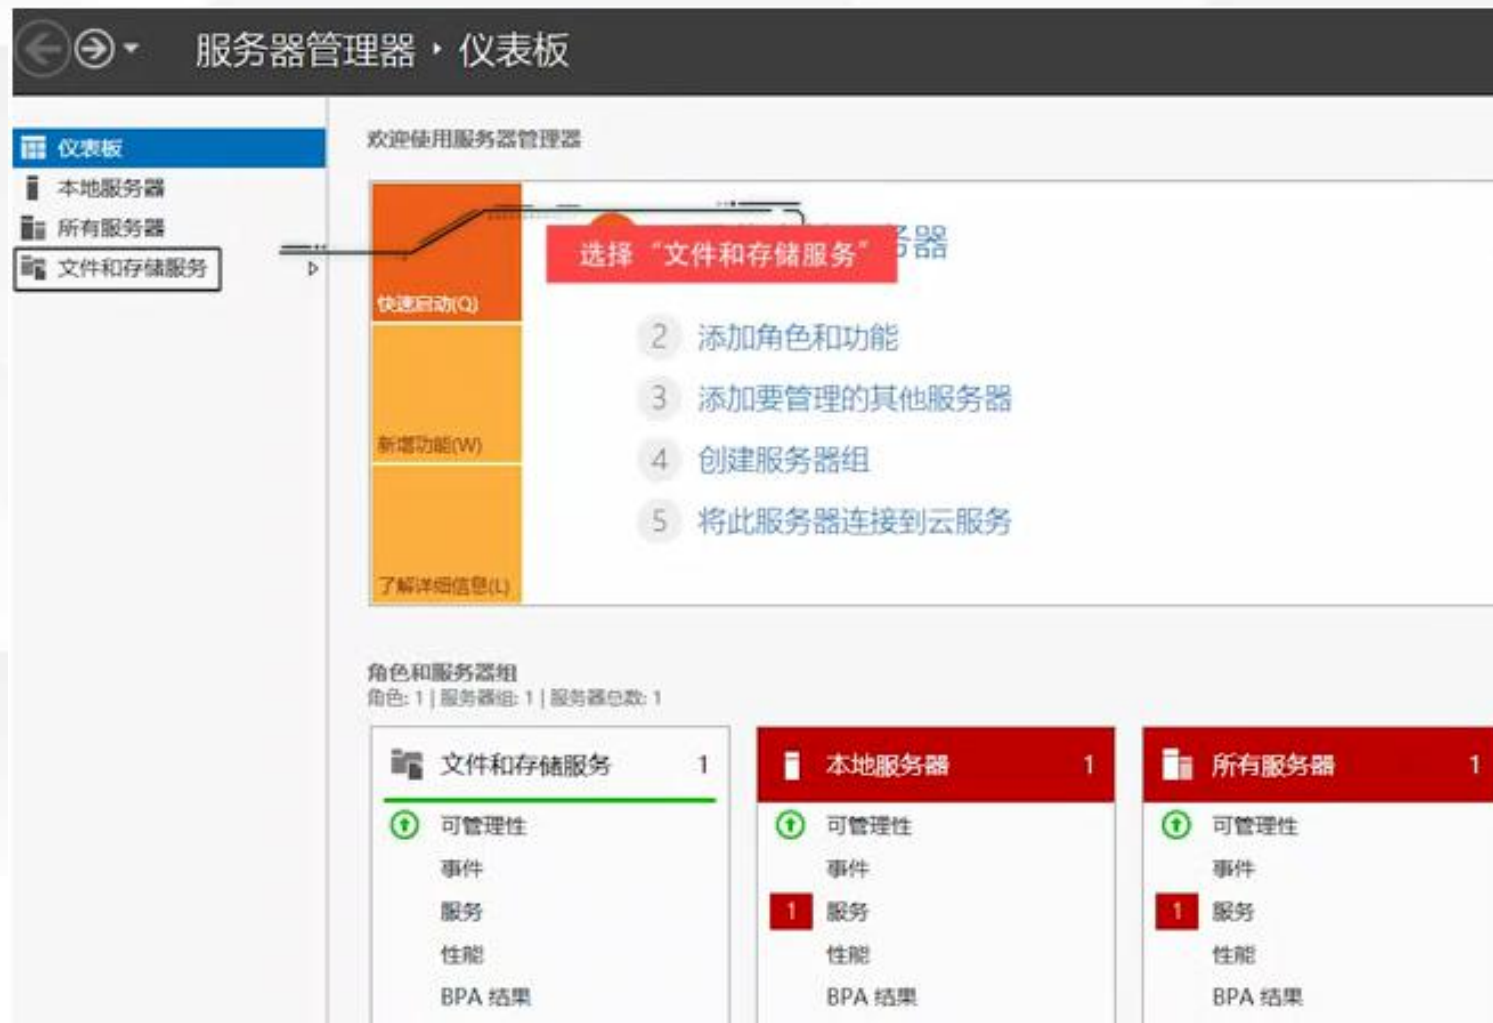 服务器管理器 · 仪表板
仪表板
本地服务器
所有服务器
文件和存储服务
欢迎使用服务器管理器
快速启动(Q)
新增功能(W)
了解详细信息(L)
选择“文件和存储服务”
务器
2 添加角色和功能
3 添加要管理的其他服务器
4 创建服务器组
5 将此服务器连接到云服务
角色和服务器组
角色: 1 | 服务器组: 1 | 服务器总数: 1
文件和存储服务 1
可管理性
事件
服务
性能
BPA 结果
本地服务器 1
可管理性
事件
1 服务
性能
BPA 结果
所有服务器 1
可管理性
事件
1 服务
性能
BPA 结果